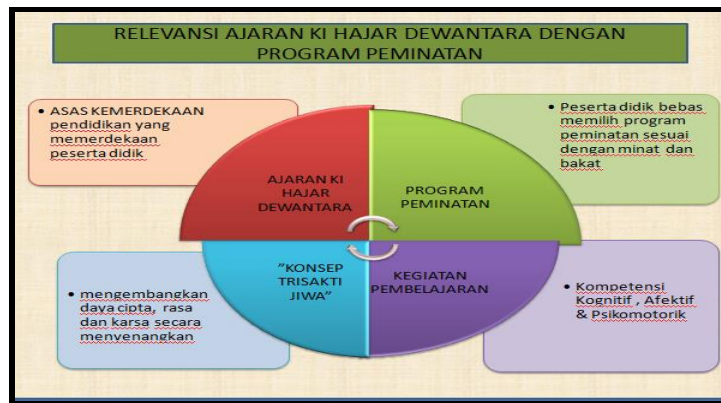 RELEVANSI AJARAN KI HAJAR DEWANTARA DENGAN
PROGRAM PEMINATAN
• ASAS KEMERDEKAAN
pendidikan yang
memerdekaan
peserta didik
• Peserta didik bebas
memilih program
peminatan sesuai
dengan minat dan
bakat
AJARAN KI
HAJAR
DEWANTARA
PROGRAM
PEMINATAN
"KONSEP
TRISAKTI
JIWA"
KEGIATAN
PEMBELAJARAN
• mengembangkan
daya cipta, rasa
dan karsa secara
menyenangkan
• Kompetensi
Kognitif , Afektif
& Psikomotorik